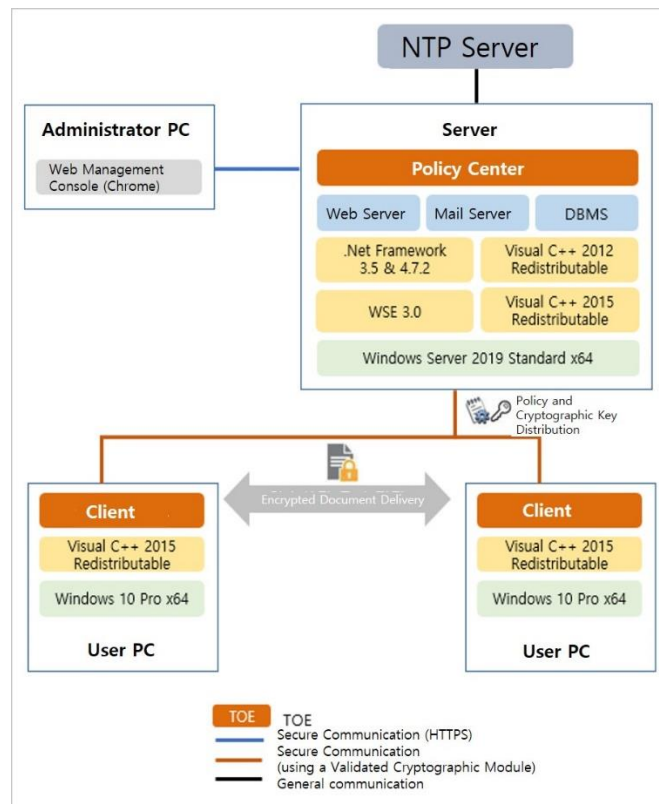 NTP Server
Administrator PC
Web Management
Console (Chrome)
Server
Policy Center
Web Server
Mail Server
DBMS
.Net Framework
3.5 & 4.7.2
Visual C++ 2012
Redistributable
WSE 3.0
Visual C++ 2015
Redistributable
Windows Server 2019 Standard x64
Policy and
Cryptographic Key
Distribution
Encrypted Document Delivery
Client
Visual C++ 2015
Redistributable
Windows 10 Pro x64
User PC
Client
Visual C++ 2015
Redistributable
Windows 10 Pro x64
User PC
TOE
TOE
Secure Communication (HTTPS)
Secure Communication
(using a Validated Cryptographic Module)
General communication